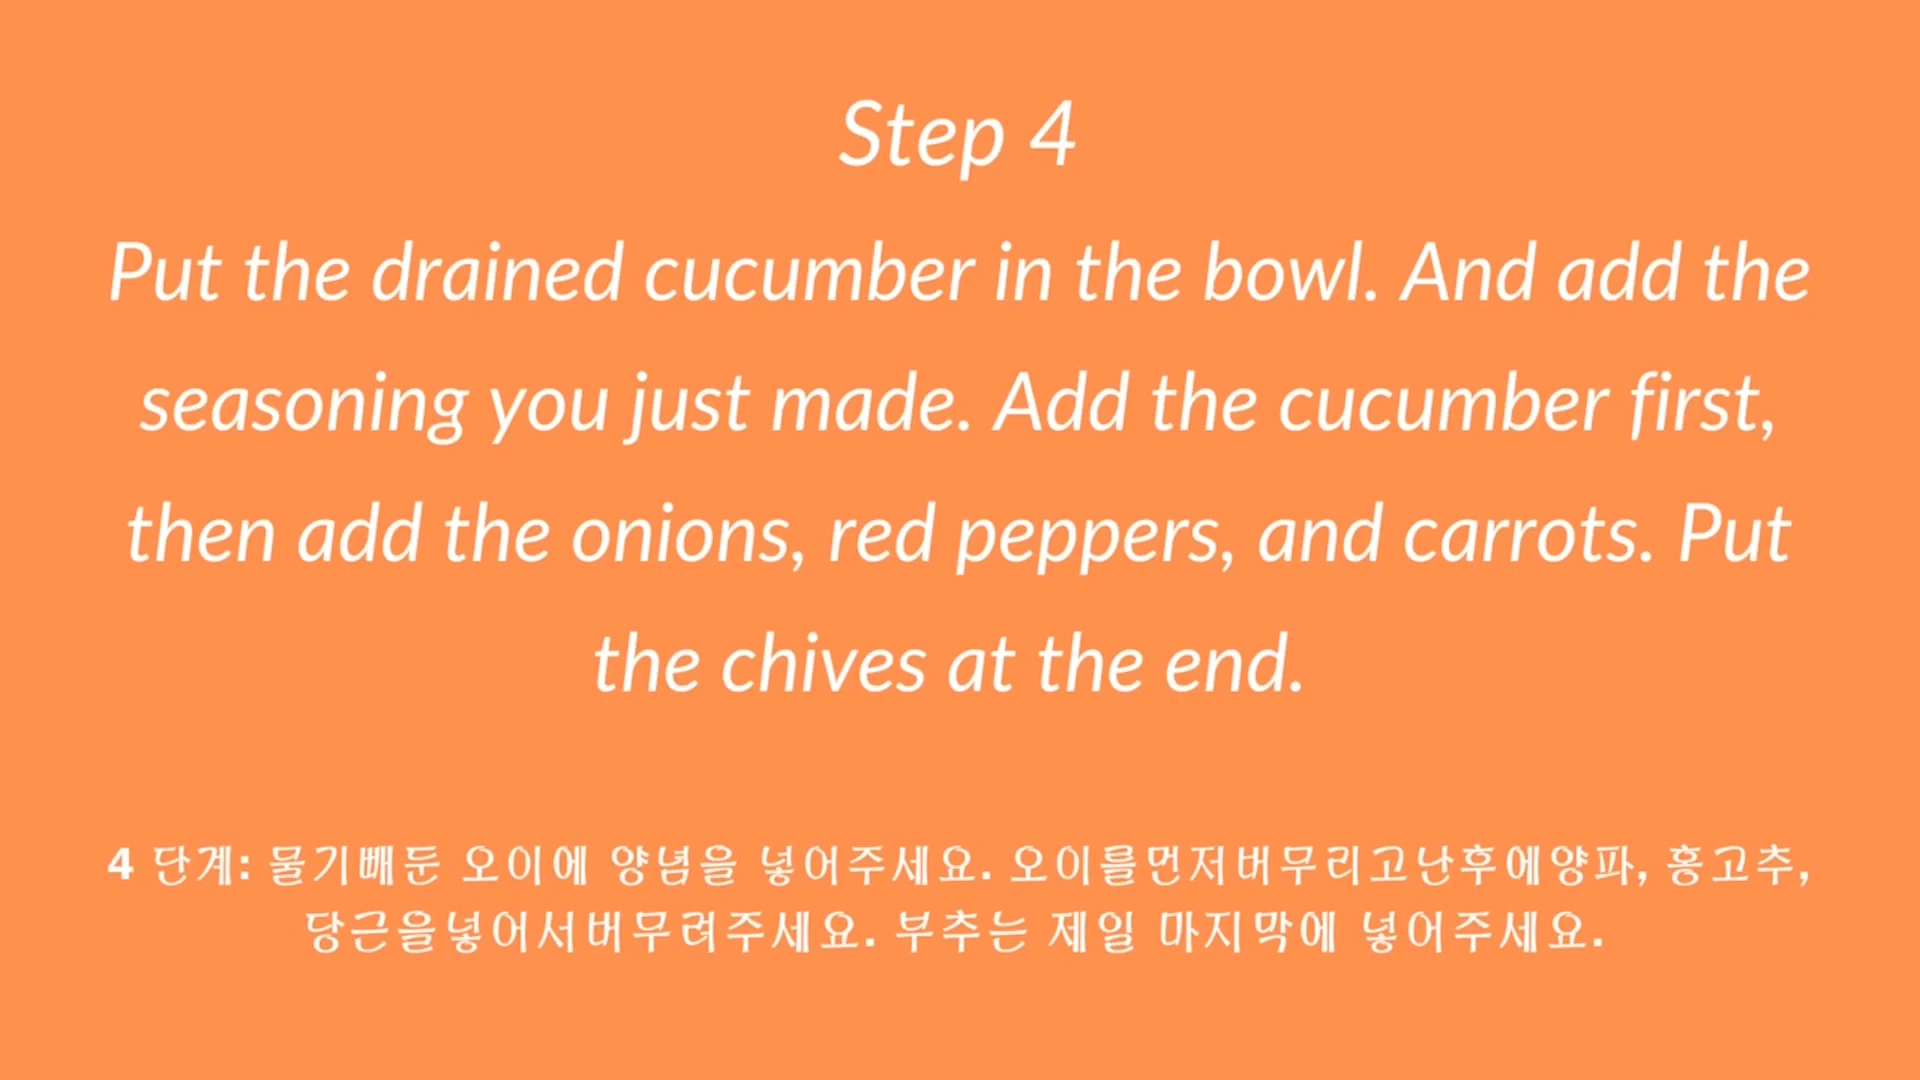 Step 4
Put the drained cucumber in the bowl. And add the
seasoning you just made. Add the cucumber first,
then add the onions, red peppers, and carrots. Put
the chives at the end.
4 단계: 물기빼둔 오이에 양념을 넣어주세요. 오이를먼저버무리고난후에양파, 홍고추,
당근을넣어서버무려주세요. 부추는 제일 마지막에 넣어주세요.